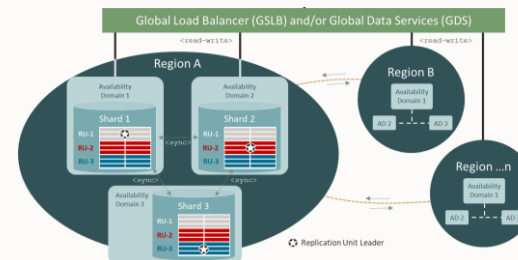 Global Load Balancer (GSLB) and/or Global Data Services (GDS)
<read-write>
<read-write>
Region A
Availability
Domain 1
Shard 1
RU-1
RU-2
RU-3
Availability
Domain 2
Shard 2
RU-1
RU-2
RU-3
<sync>
<sync>
<sync>
Availability
Domain 3
Shard 3
RU-1
RU-2
RU-3
Region B
Availability
Domain 1
AD 2
AD 3
Region …n
Availability
Domain 1
AD 2
AD 3
Replication Unit Leader